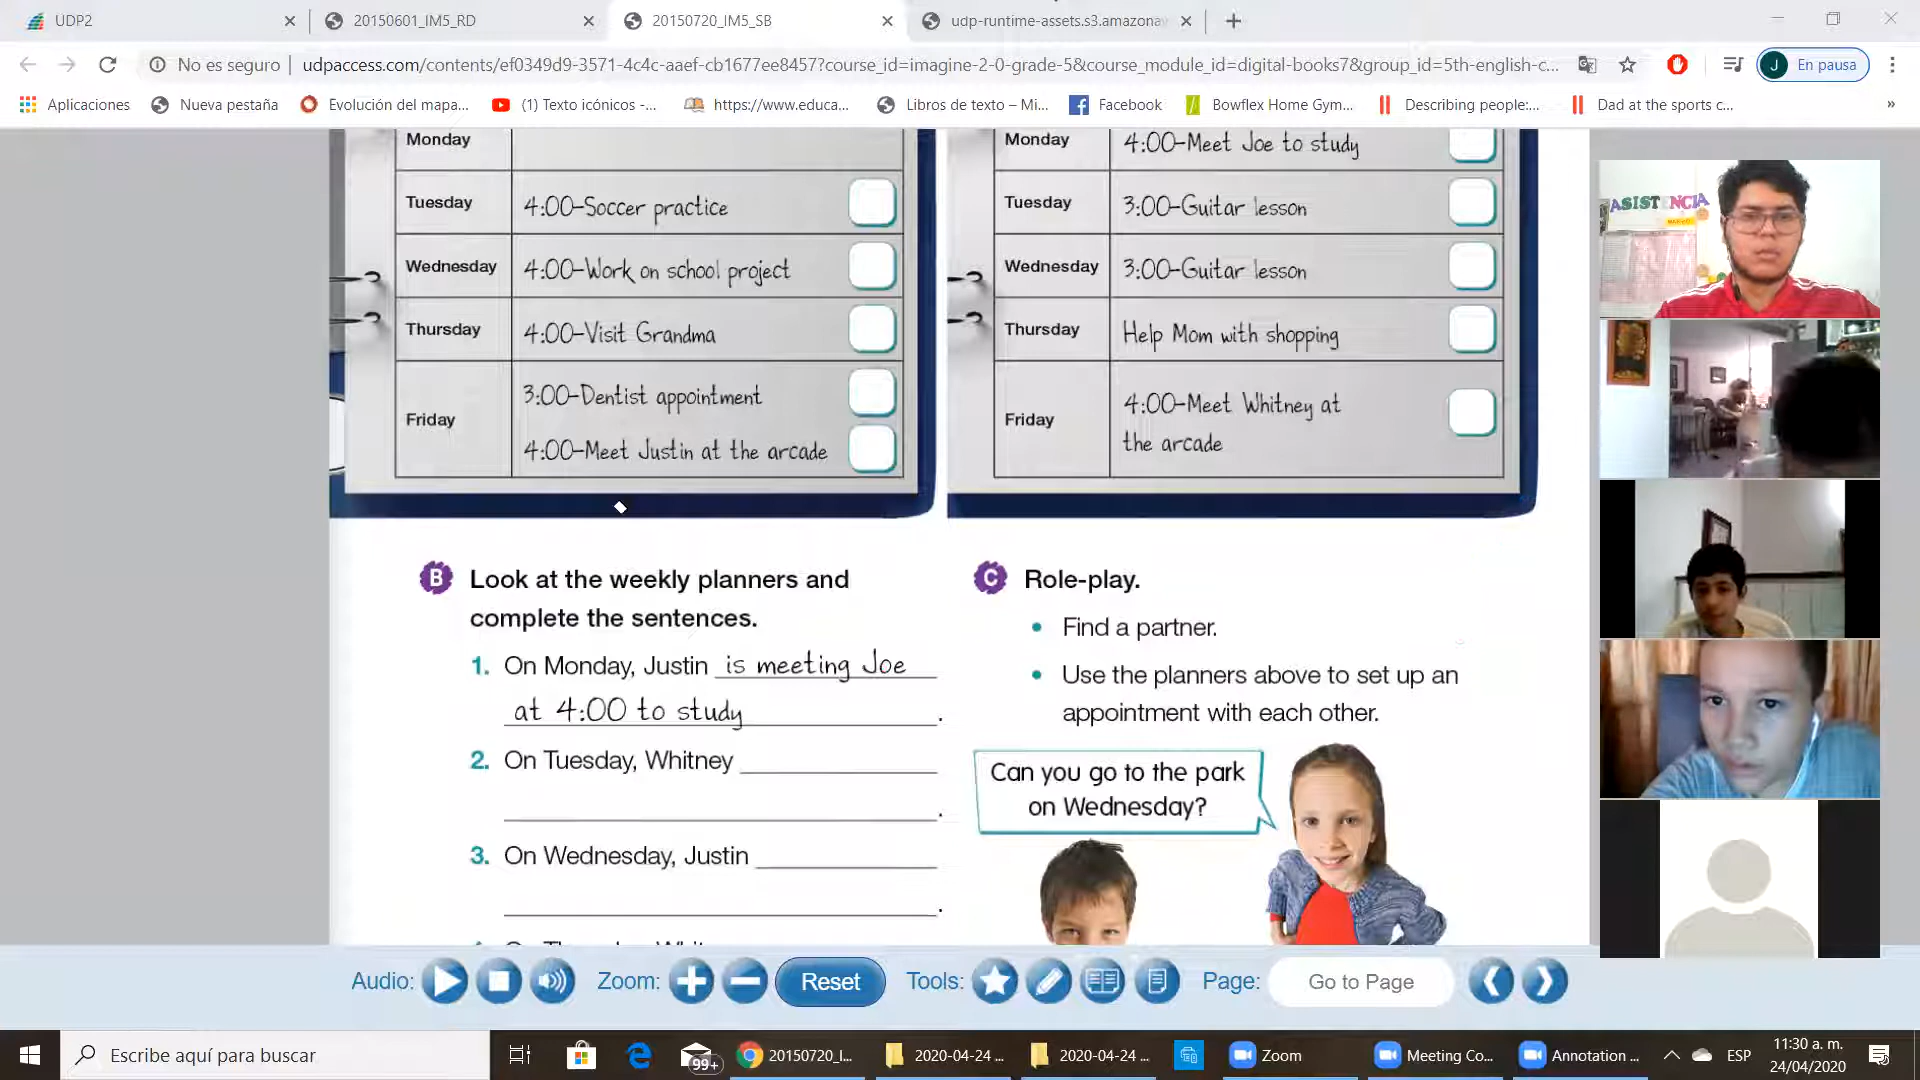 UDP2
20150601_IM5_RD
20150720_IM5_SB
udp-runtime-assets.s3.amazonav
No es seguro
udpaccess.com/contents/ef0349d9-3571-4c4c-aaef-cb1677ee8457?course_id=imagine-2-0-grade-5&course_module_id=digital-books7&group_id=5th-english-c...
J En pausa
Aplicaciones
Nueva pestaña
Evolución del mapa...
(1) Texto icónicos -...
https://www.educa...
Libros de texto – Mi...
Facebook
Bowflex Home Gym...
Describing people:...
Dad at the sports c...
»
Monday
Tuesday 4:00-Soccer practice
Wednesday 4:00-Work on school project
Thursday 4:00-Visit Grandma
Friday 3:00-Dentist appointment
4:00-Meet Justin at the arcade
Monday 4:00-Meet Joe to study
Tuesday 3:00-Guitar lesson
Wednesday 3:00-Guitar lesson
Thursday Help Mom with shopping
Friday 4:00-Meet Whitney at
the arcade
B Look at the weekly planners and
complete the sentences.
1. On Monday, Justin is meeting Joe
at 4:00 to study.
2. On Tuesday, Whitney
.
3. On Wednesday, Justin
.
C Role-play.
• Find a partner.
• Use the planners above to set up an
appointment with each other.
Can you go to the park
on Wednesday?
ASISTENCIA
Audio:
Zoom:
Reset
Tools:
Page:
Go to Page
Escribe aquí para buscar
99+
20150720_I...
2020-04-24 ...
2020-04-24 ...
Zoom
Meeting Co...
Annotation ...
ESP
11:30 a. m.
24/04/2020